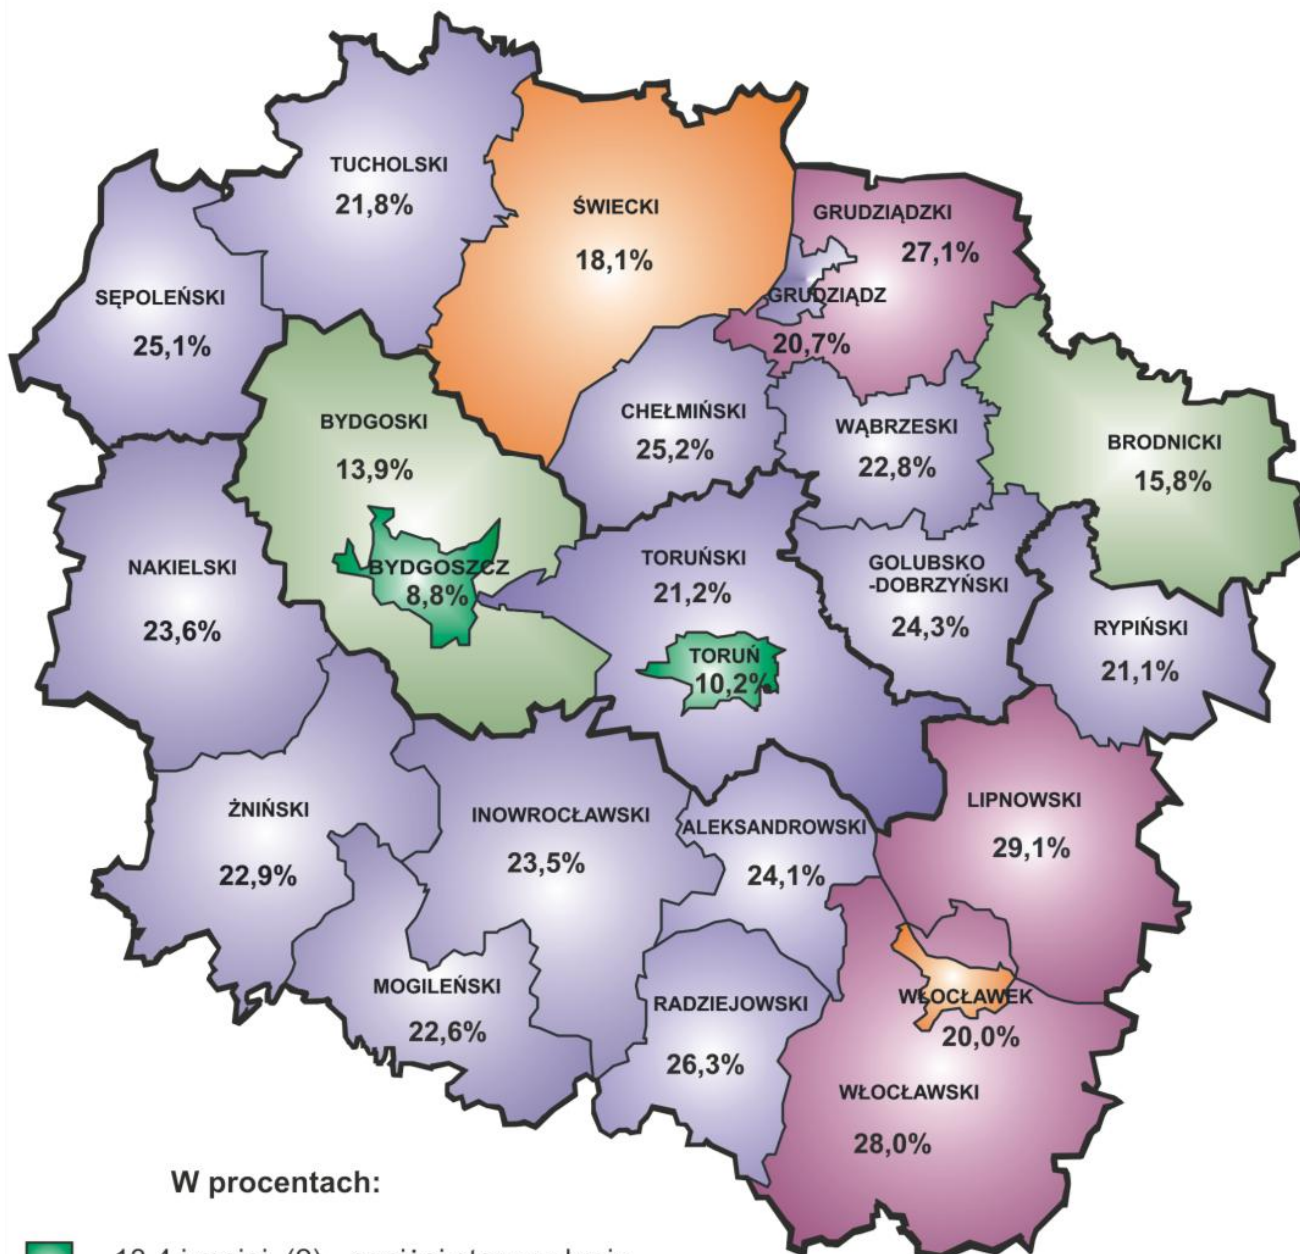 TUCHOLSKI
21,8%
ŚWIECKI
18,1%
GRUDZIĄDZKI
27,1%
SĘPOLEŃSKI
25,1%
GRUDZIĄDZ
20,7%
BYDGOSKI
13,9%
CHEŁMIŃSKI
25,2%
WĄBRZESKI
22,8%
BRODNICKI
15,8%
NAKIELSKI
23,6%
BYDGOSZCZ
8,8%
TORUŃSKI
21,2%
GOLUBSKO
-DOBRZYŃSKI
24,3%
RYPIŃSKI
21,1%
TORUŃ
10,2%
ŻNIŃSKI
22,9%
INOWROCŁAWSKI
23,5%
ALEKSANDROWSKI
24,1%
LIPNOWSKI
29,1%
MOGILEŃSKI
22,6%
RADZIEJOWSKI
26,3%
WŁOCŁAWEK
20,0%
WŁOCŁAWSKI
28,0%
W procentach: